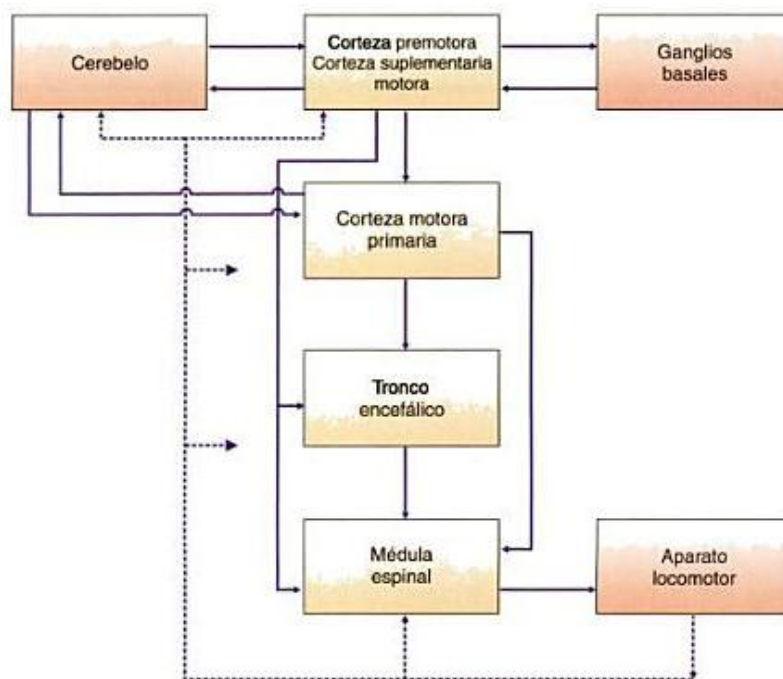 Cerebelo
Corteza premotora
Corteza suplementaria
motora
Ganglios
basales
Corteza motora
primaria
Tronco
encefálico
Médula
espinal
Aparato
locomotor